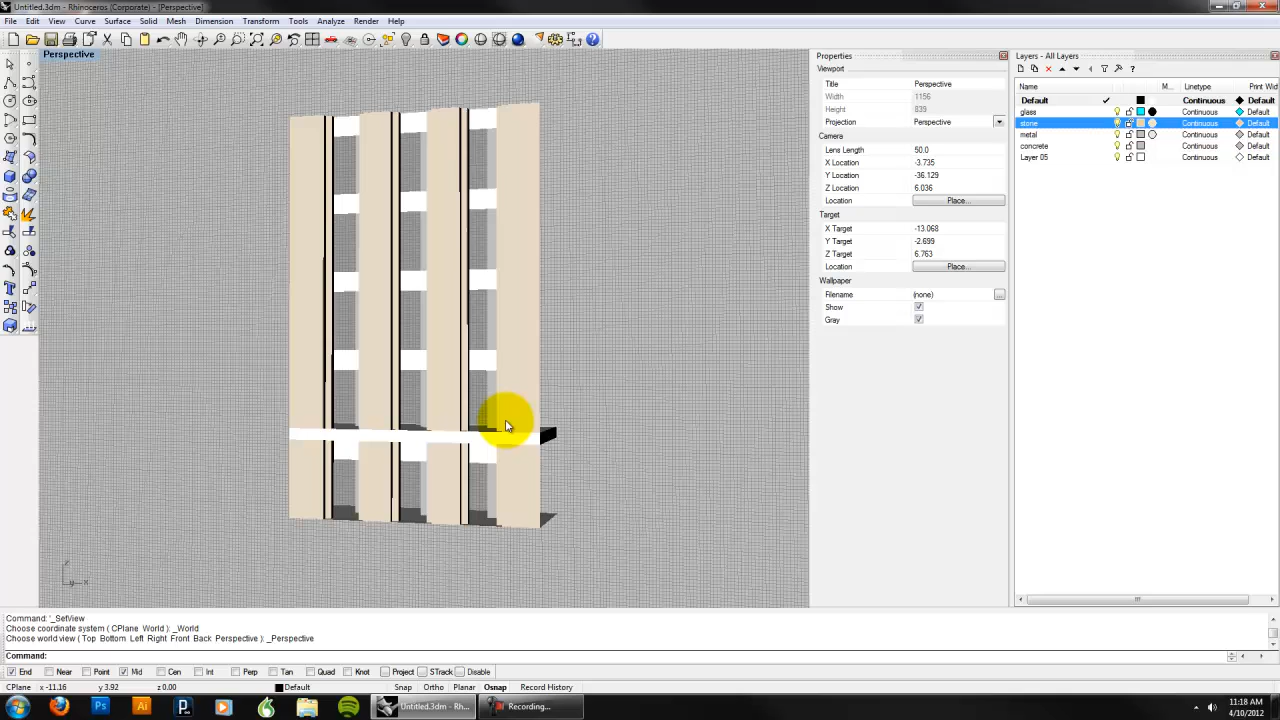 Untitled.3dm - Rhinoceros (Corporate) - [Perspective]
File Edit View Curve Surface Solid Mesh Dimension Transform Tools Analyze Render Help
Perspective
Properties
Viewport
Title Perspective
Width 1156
Height 839
Projection Perspective
Camera
Lens Length 50.0
X Location -3.735
Y Location -36.129
Z Location 6.036
Location Place...
Target
X Target -13.068
Y Target -2.699
Z Target 6.763
Location Place...
Wallpaper
Filename (none) ...
Show
Gray
Layers - All Layers
Name M... Linetype Print Wid
Default Continuous Default
glass Continuous Default
stone Continuous Default
metal Continuous Default
concrete Continuous Default
Layer 05 Continuous Default
z
y x
Command: '_SetView
Choose coordinate system ( CPlane World ): _World
Choose world view ( Top Bottom Left Right Front Back Perspective ): _Perspective
Command:
End Near Point Mid Cen Int Perp Tan Quad Knot Project STrack Disable
CPlane x -11.16 y 3.92 z 0.00 Default Snap Ortho Planar Osnap Record History
Ps Ai Untitled.3dm - Rh... Recording...
11:18 AM
4/10/2012